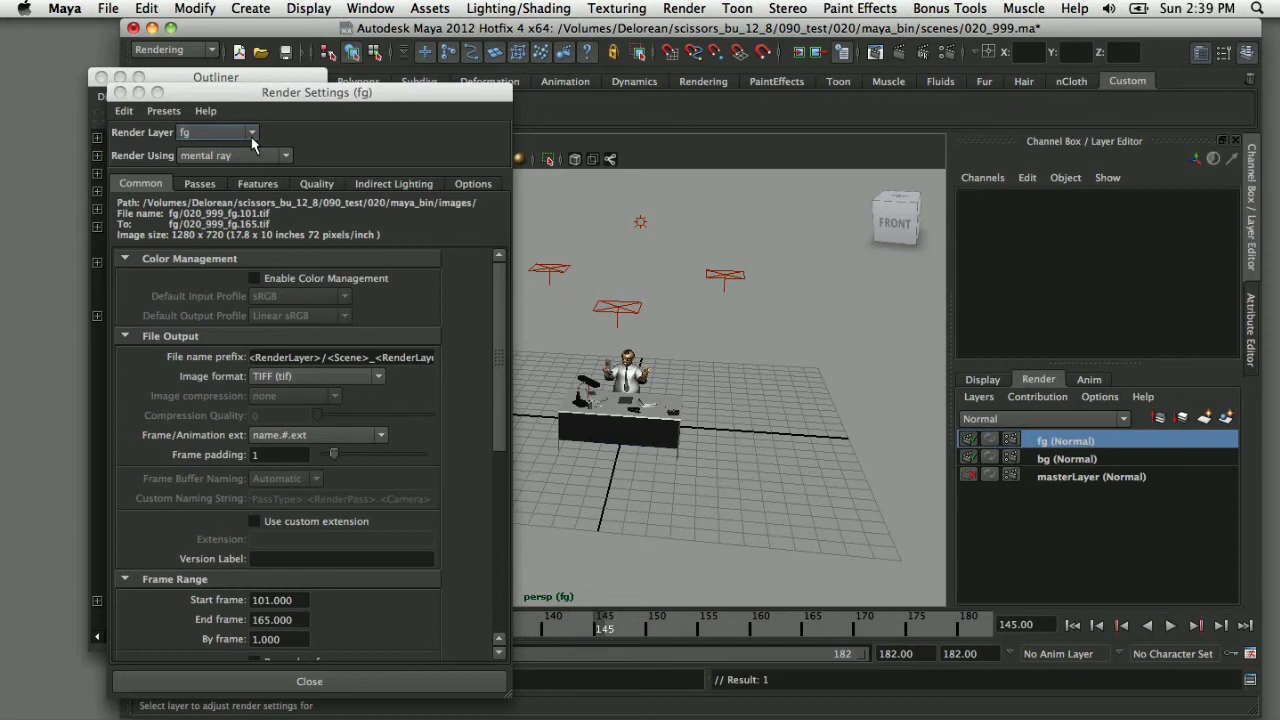 Maya File Edit Modify Create Display Window Assets Lighting/Shading Texturing Render Toon Stereo Caches Muscle Help Sun 2:39 PM
Autodesk Maya 2012 Hotfix 4 x64: /Volumes/Delorean/scissors_bu_12_8/090_test/020/maya_bin/scenes/020_999.ma*
Rendering X: Y: Z:
Outliner
Polygons Subdivs Deformation Animation Dynamics Rendering PaintEffects Toon Muscle Fluids Fur Hair nCloth Custom
Render Settings (fg)
Edit Presets Help
Render Layer fg
Render Using mental ray
Common Passes Features Quality Indirect Lighting Options
Path: /Volumes/Delorean/scissors_bu_12_8/090_test/020/maya_bin/images/
File name: fg/020_999_fg.101.tif
To: fg/020_999_fg.165.tif
Image size: 1280 x 720 (17.8 x 10 inches 72 pixels/inch )
Color Management
Enable Color Management
Default Input Profile sRGB
Default Output Profile Linear sRGB
File Output
File name prefix: <RenderLayer>/<Scene>_<RenderLaye
Image format: TIFF (tif)
Image compression: none
Compression Quality: 0
Frame/Animation ext: name.#.ext
Frame padding: 1
Frame Buffer Naming: Automatic
Custom Naming String: <RenderPassType>:<RenderPass>.<Camera>
Use custom extension
Extension:
Version Label:
Frame Range
Start frame: 101.000
End frame: 165.000
By frame: 1.000
Close
Select layer to adjust render settings for
FRONT
persp (fg)
140 145 150 155 160 165 170 175 180
145
145.00
182 182.00 182.00 No Anim Layer No Character Set
// Result: 1
Channel Box / Layer Editor
Channels Edit Object Show
Channel Box / Layer Editor
Attribute Editor
Display Render Anim
Layers Contribution Options Help
Normal
fg (Normal)
bg (Normal)
masterLayer (Normal)